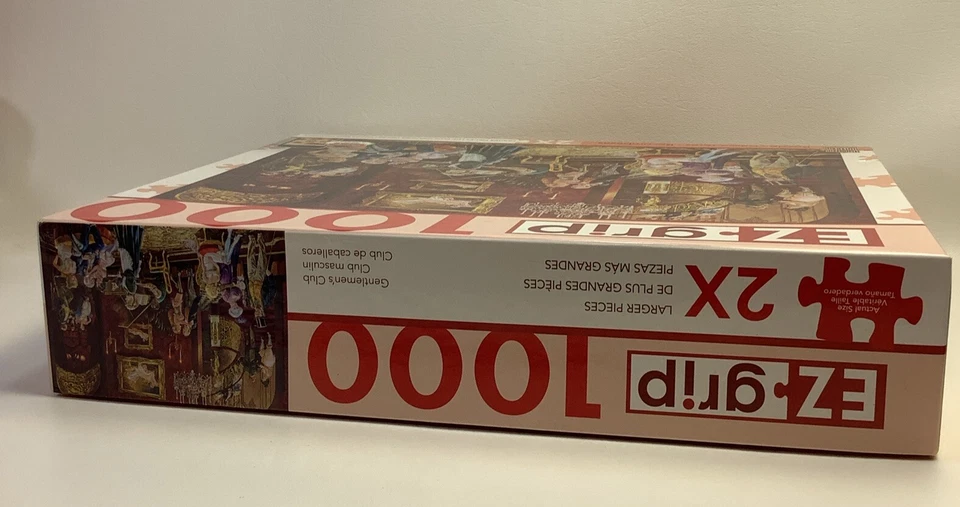 EZ grip
1000
2X
LARGER PIECES
DE PLUS GRANDES PIÈCES
PIEZAS MÁS GRANDES
Actual Size
Véritable Taille
Tamaño verdadero
Gentlemen's Club
Club masculin
Club de caballeros
EZ grip
1000